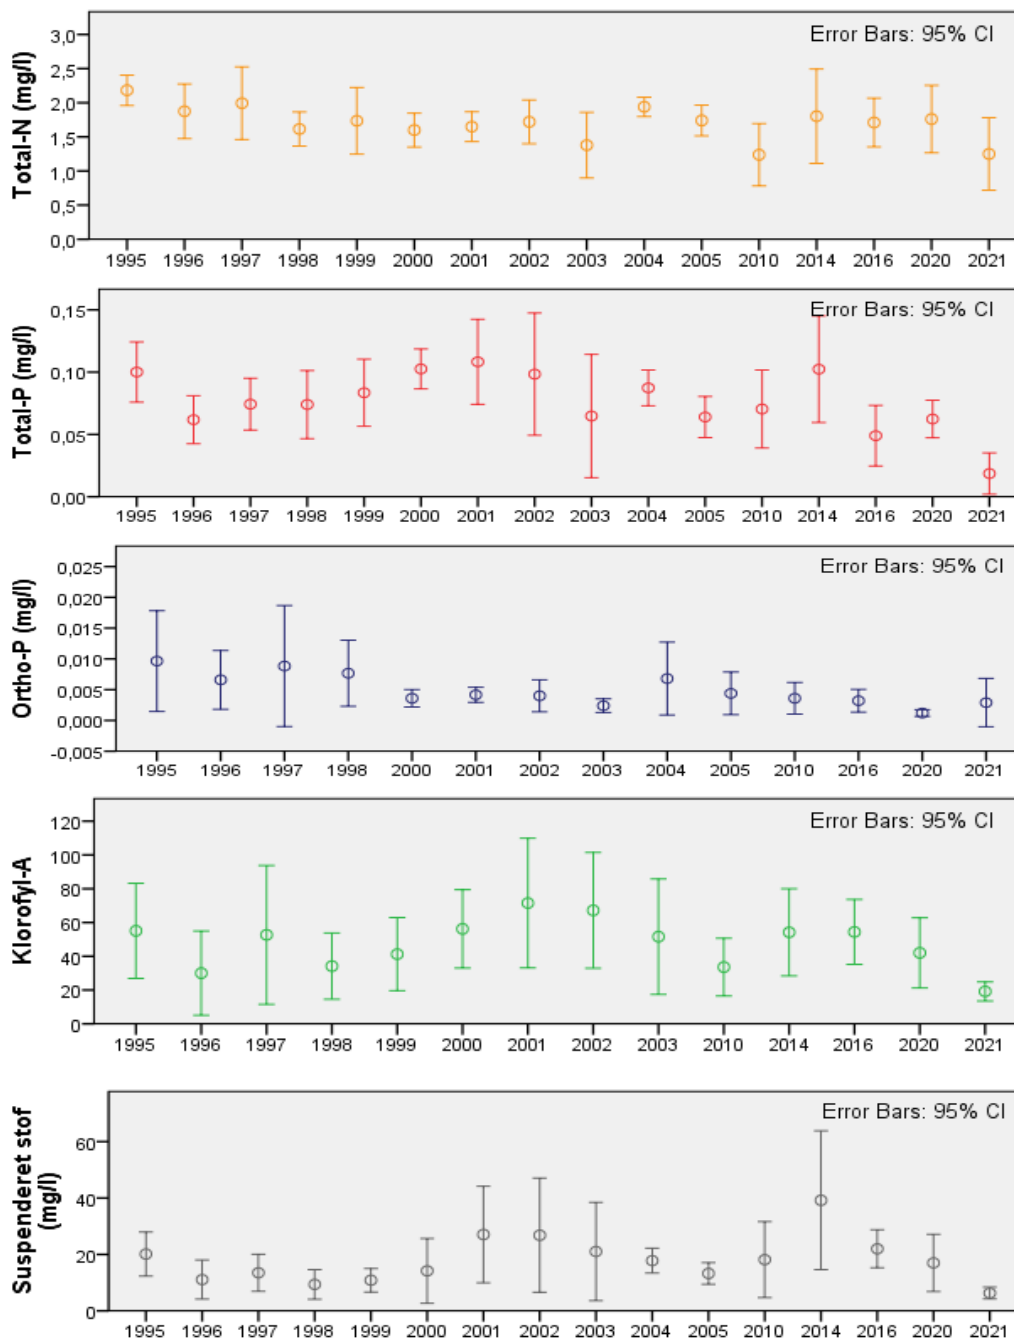 Error Bars: 95% CI
Total-N (mg/l)
3,0
2,5
2,0
1,5
1,0
0,5
0,0
1995 1996 1997 1998 1999 2000 2001 2002 2003 2004 2005 2010 2014 2016 2020 2021
Error Bars: 95% CI
Total-P (mg/l)
0,15
0,10
0,05
0,00
1995 1996 1997 1998 1999 2000 2001 2002 2003 2004 2005 2010 2014 2016 2020 2021
Error Bars: 95% CI
Ortho-P (mg/l)
0,025
0,020
0,015
0,010
0,005
0,000
-0,005
1995 1996 1997 1998 2000 2001 2002 2003 2004 2005 2010 2016 2020 2021
Error Bars: 95% CI
Klorofyl-A
120
100
80
60
40
20
0
1995 1996 1997 1998 1999 2000 2001 2002 2003 2010 2014 2016 2020 2021
Error Bars: 95% CI
Suspenderet stof
(mg/l)
60
40
20
0
1995 1996 1997 1998 1999 2000 2001 2002 2003 2004 2005 2010 2014 2016 2020 2021